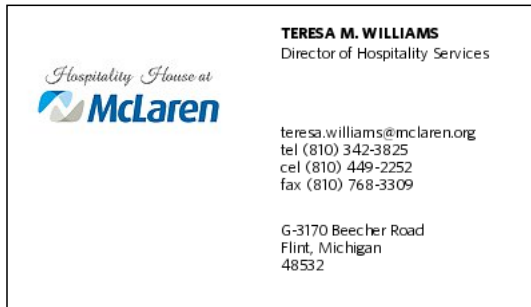 Hospitality House at
McLaren
TERESA M. WILLIAMS
Director of Hospitality Services
teresa.williams@mclaren.org
tel (810) 342-3825
cel (810) 449-2252
fax (810) 768-3309
G-3170 Beecher Road
Flint, Michigan
48532